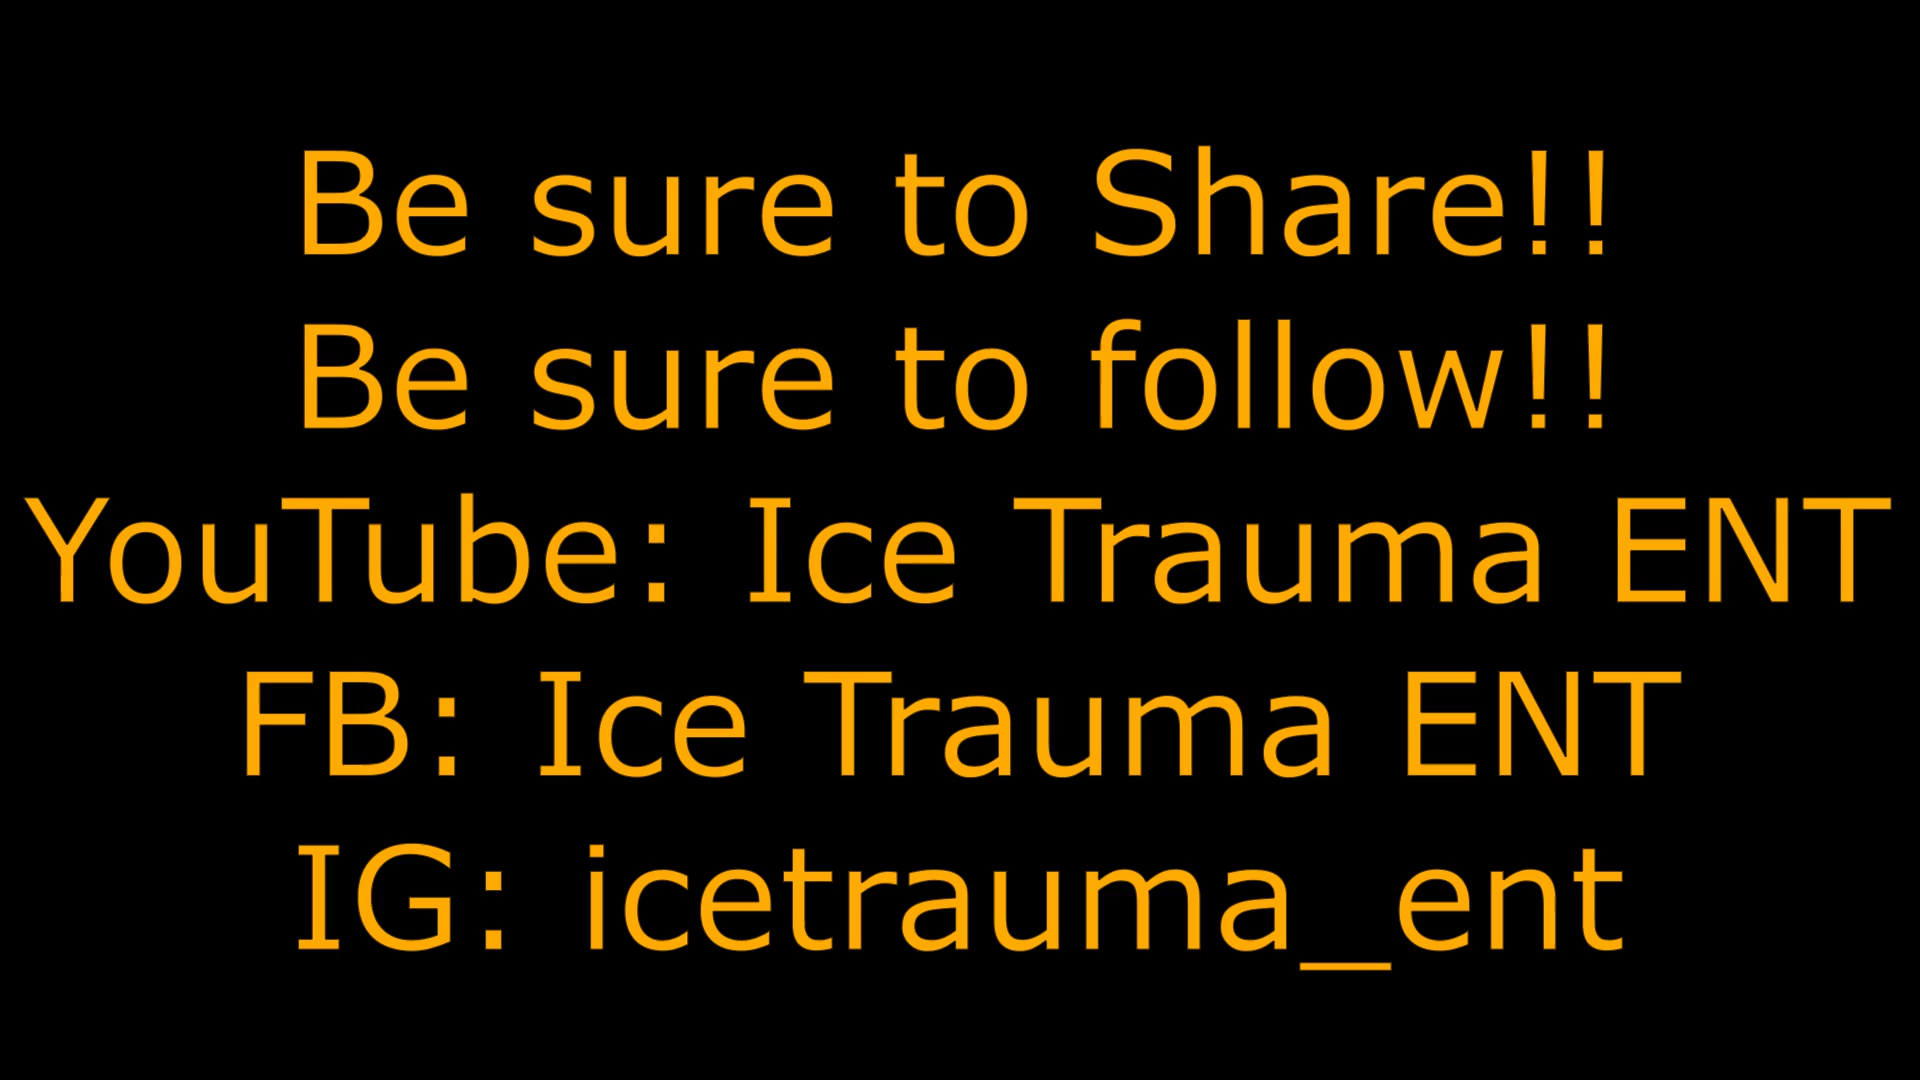 Be sure to Share!!
Be sure to follow!!
YouTube: Ice Trauma ENT
FB: Ice Trauma ENT
IG: icetrauma_ent